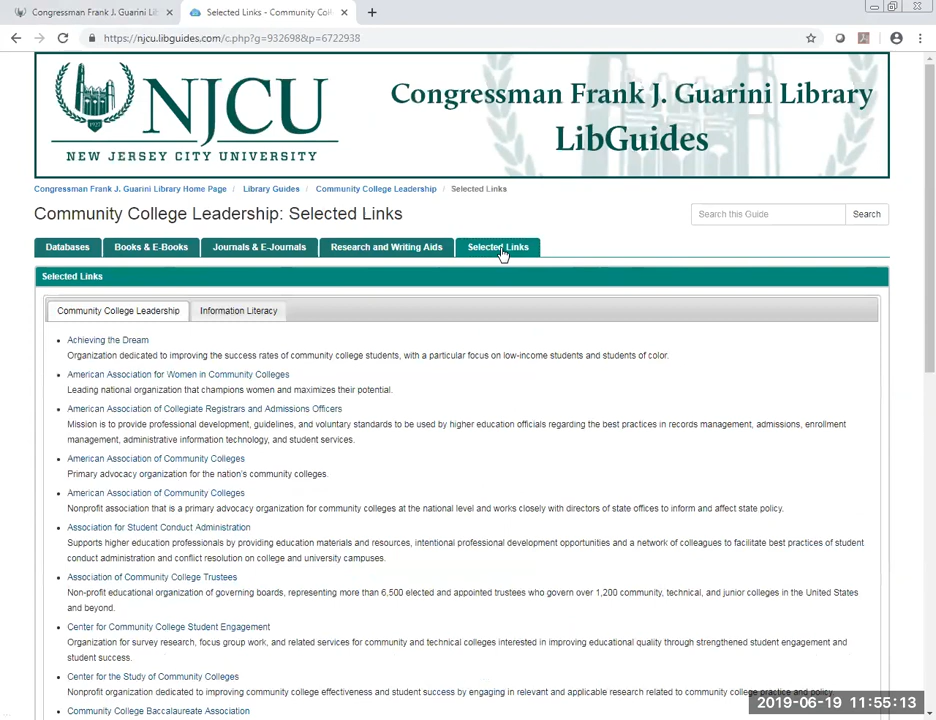 Congressman Frank J. Guarini Lib
Selected Links - Community Coll
https://njcu.libguides.com/c.php?g=932698&p=6722938
NJCU
NEW JERSEY CITY UNIVERSITY
Congressman Frank J. Guarini Library
LibGuides
Congressman Frank J. Guarini Library Home Page / Library Guides / Community College Leadership / Selected Links
Community College Leadership: Selected Links
Search this Guide
Search
Databases
Books & E-Books
Journals & E-Journals
Research and Writing Aids
Selected Links
Selected Links
Community College Leadership
Information Literacy
Achieving the Dream
Organization dedicated to improving the success rates of community college students, with a particular focus on low-income students and students of color.
American Association for Women in Community Colleges
Leading national organization that champions women and maximizes their potential.
American Association of Collegiate Registrars and Admissions Officers
Mission is to provide professional development, guidelines, and voluntary standards to be used by higher education officials regarding the best practices in records management, admissions, enrollment
management, administrative information technology, and student services.
American Association of Community Colleges
Primary advocacy organization for the nation's community colleges.
American Association of Community Colleges
Nonprofit association that is a primary advocacy organization for community colleges at the national level and works closely with directors of state offices to inform and affect state policy.
Association for Student Conduct Administration
Supports higher education professionals by providing education materials and resources, intentional professional development opportunities and a network of colleagues to facilitate best practices of student
conduct administration and conflict resolution on college and university campuses.
Association of Community College Trustees
Non-profit educational organization of governing boards, representing more than 6,500 elected and appointed trustees who govern over 1,200 community, technical, and junior colleges in the United States
and beyond.
Center for Community College Student Engagement
Organization for survey research, focus group work, and related services for community and technical colleges interested in improving educational quality through strengthened student engagement and
student success.
Center for the Study of Community Colleges
Nonprofit organization dedicated to improving community college effectiveness and student success by engaging in relevant and applicable research related to community college practice and policy.
Community College Baccalaureate Association
2019-06-19 11:55:13